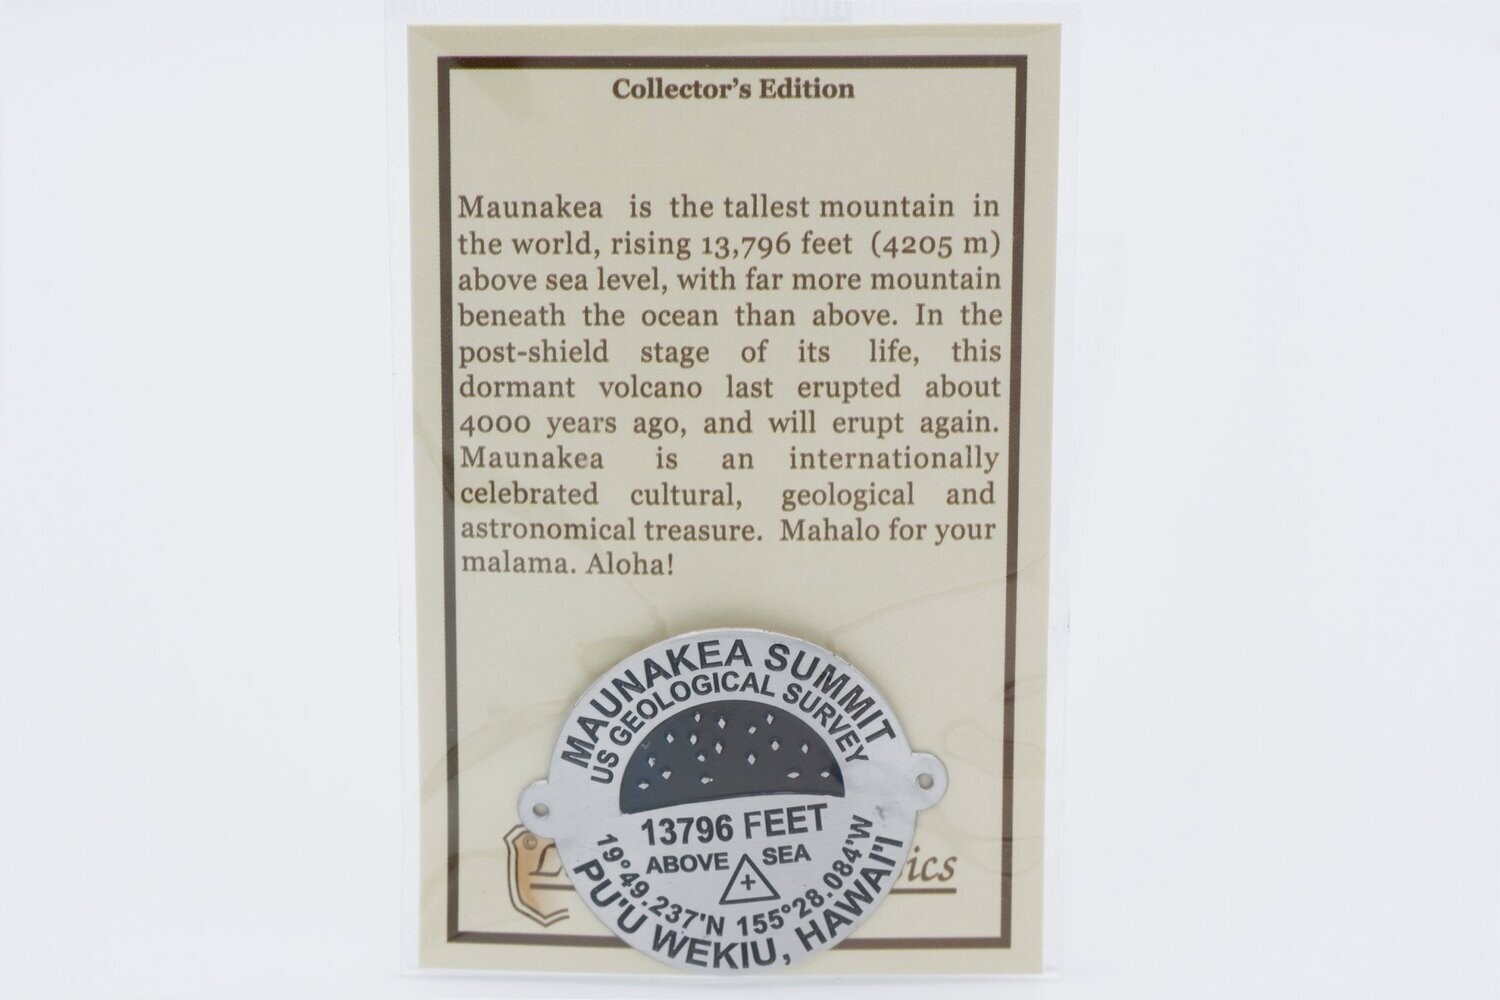 Collector's Edition
Maunakea is the tallest mountain in
the world, rising 13,796 feet (4205 m)
above sea level, with far more mountain
beneath the ocean than above. In the
post-shield stage of its life, this
dormant volcano last erupted about
4000 years ago, and will erupt again.
Maunakea is an internationally
celebrated cultural, geological and
astronomical treasure. Mahalo for your
malama. Aloha!
MAUNAKEA SUMMIT
US GEOLOGICAL SURVEY
13796 FEET
ABOVE SEA
19°49.237'N 155°28.084'W
PU'U WEKIU, HAWAI'I
©